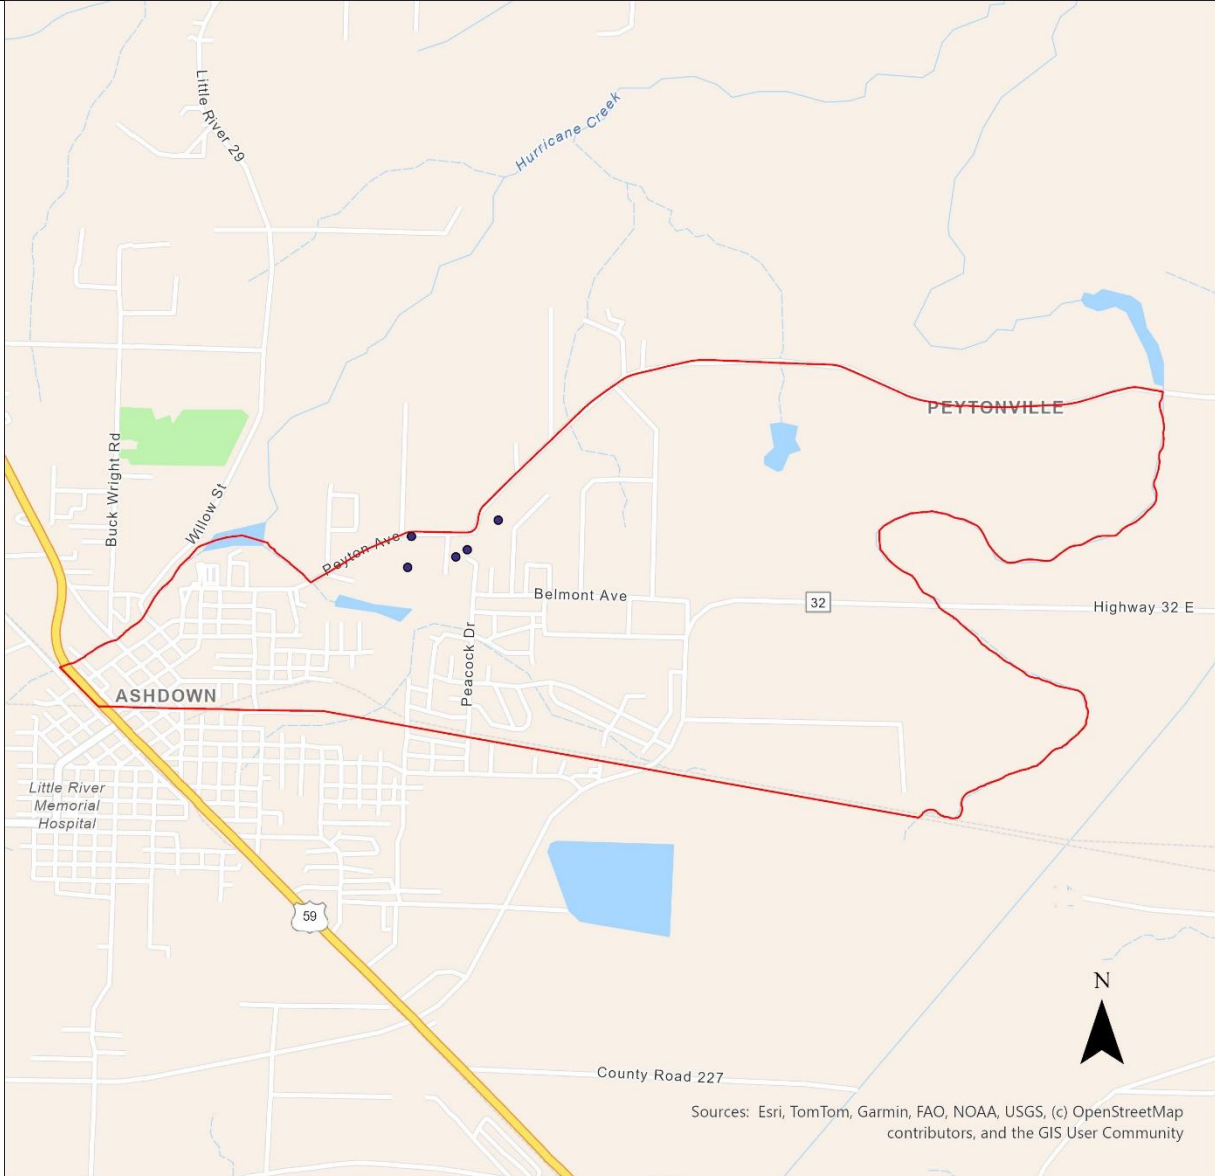 Little River 29
Hurricane Creek
PEYTONVILLE
Buck Wright Rd
Willow St
Peyton Ave
Belmont Ave
32
Highway 32 E
Peacock Dr
ASHDOWN
Little River
Memorial
Hospital
59
N
County Road 227
Sources: Esri, TomTom, Garmin, FAO, NOAA, USGS, (c) OpenStreetMap
contributors, and the GIS User Community